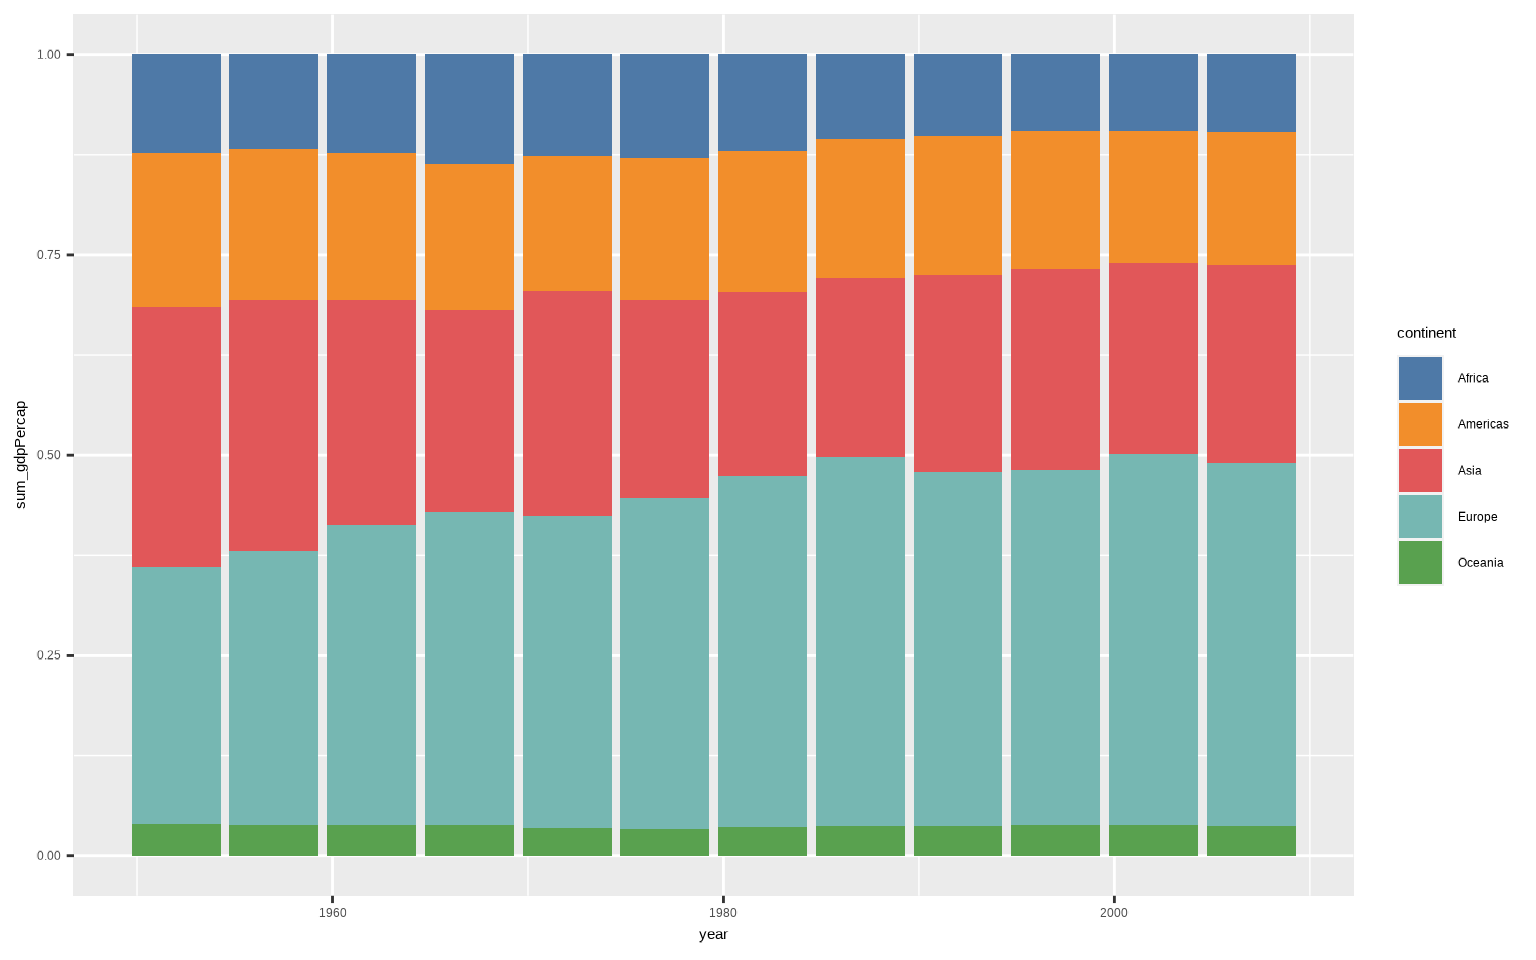 1.00
0.75
0.50
0.25
0.00
sum_gdpPercap
1960
1980
2000
year
continent
Africa
Americas
Asia
Europe
Oceania